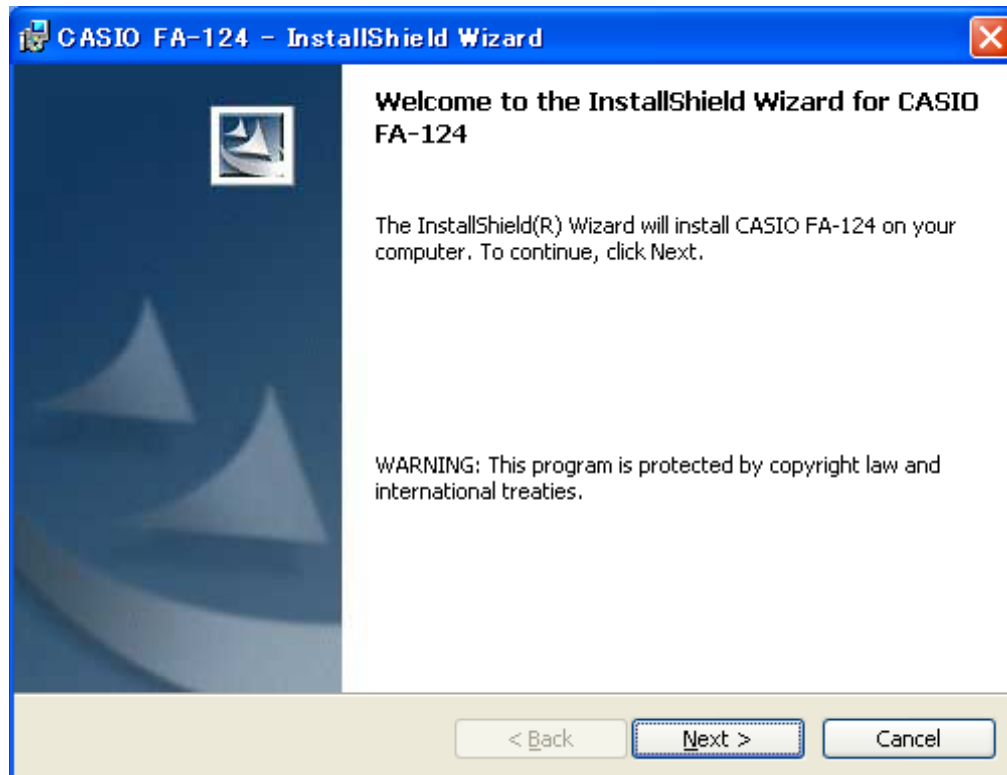 CASIO FA-124 - InstallShield Wizard
Welcome to the InstallShield Wizard for CASIO
FA-124
The InstallShield(R) Wizard will install CASIO FA-124 on your
computer. To continue, click Next.
WARNING: This program is protected by copyright law and
international treaties.
< Back
Next >
Cancel